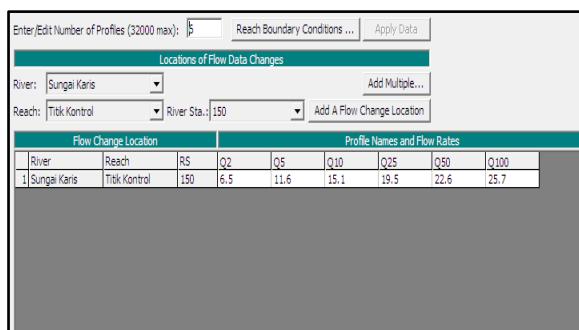 Enter/Edit Number of Profiles (32000 max): 5 Reach Boundary Conditions ... Apply Data
Locations of Flow Data Changes
River: Sungai Karis Add Multiple...
Reach: Titik Kontrol River Sta.: 150 Add A Flow Change Location
Flow Change Location Profile Names and Flow Rates
River Reach RS Q2 Q5 Q10 Q25 Q50 Q100
1 Sungai Karis Titik Kontrol 150 6.5 11.6 15.1 19.5 22.6 25.7